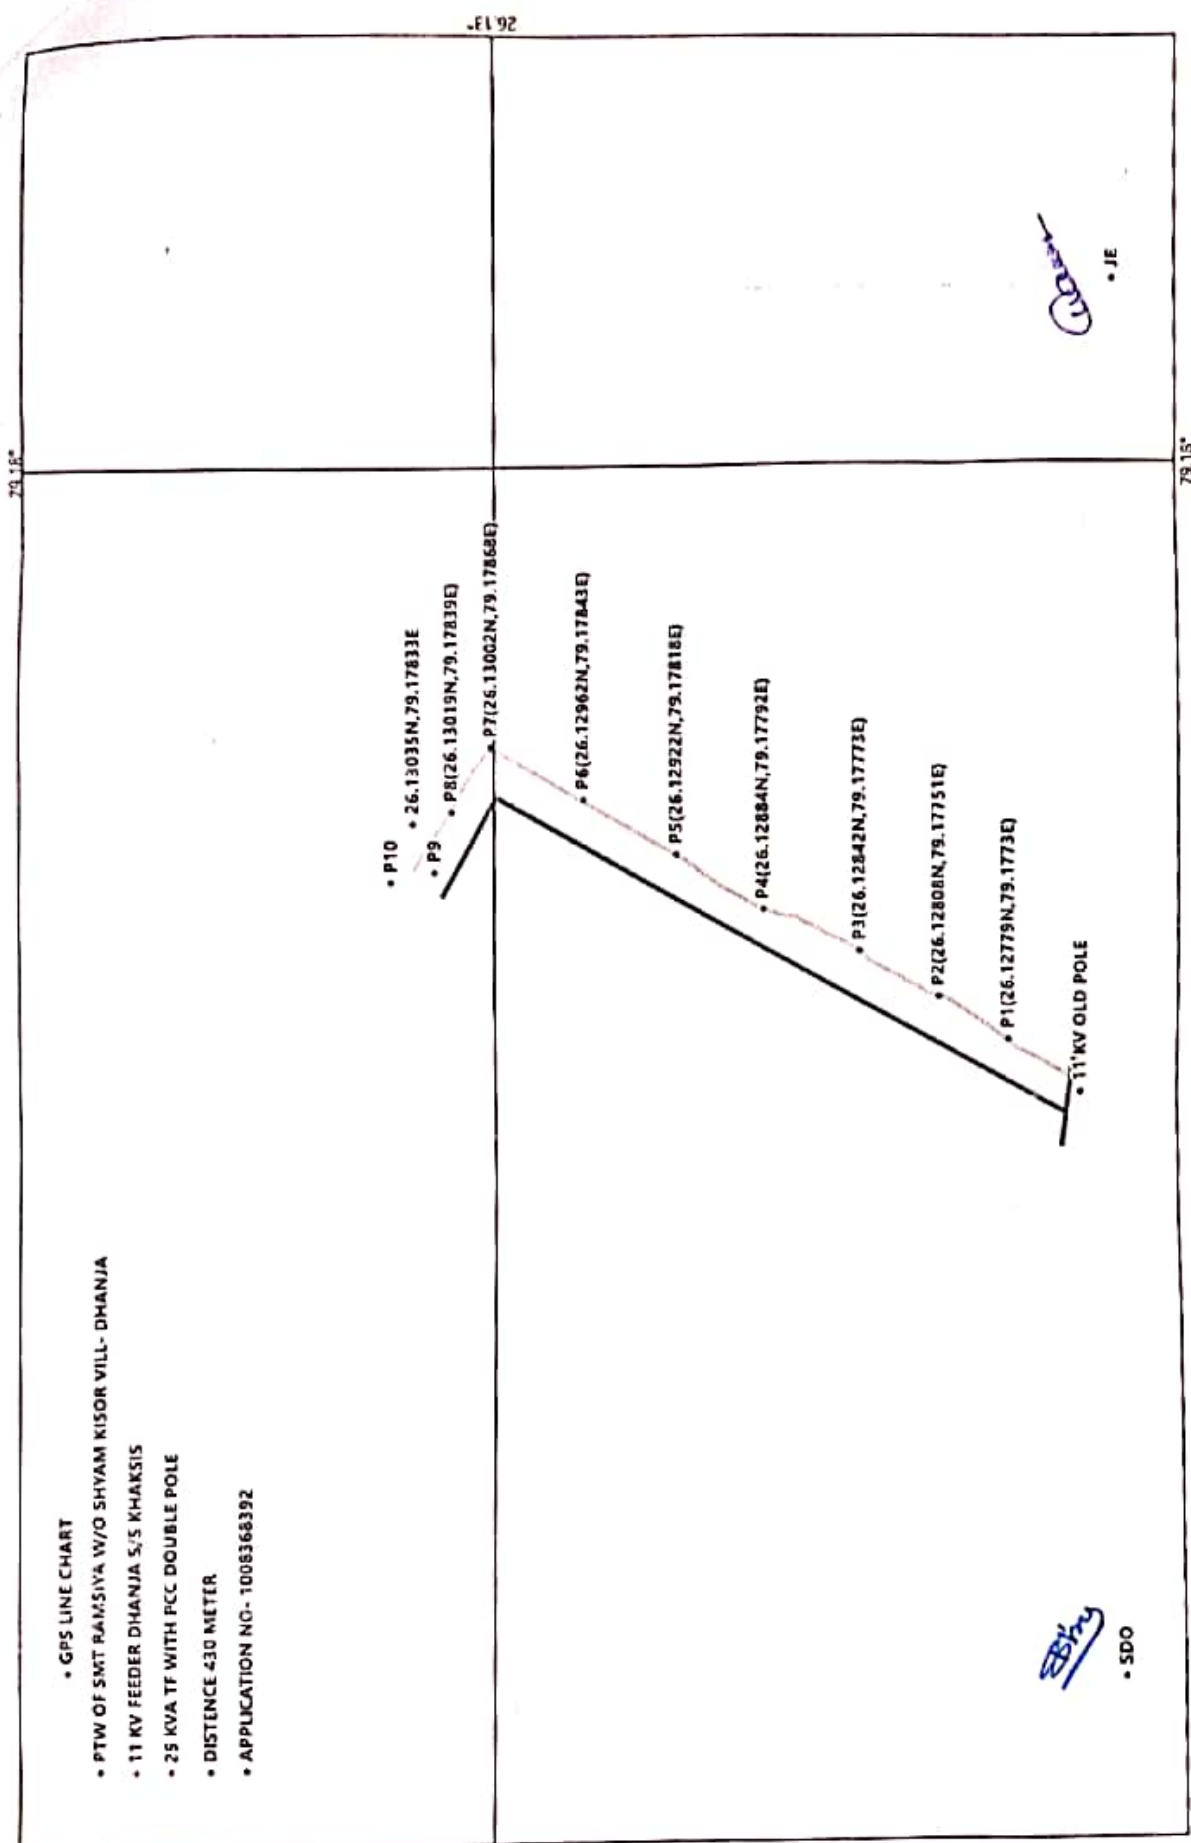 • GPS LINE CHART
• PTW OF SMT RAMSIYA W/O SHYAM KISOR VILL- DHANJA
• 11 KV FEEDER DHANJA S/S KHAKSIS
• 25 KVA TF WITH PCC DOUBLE POLE
• DISTENCE 430 METER
• APPLICATION NO- 1008368392
26.13°
• P10
• 26.13035N,79.17833E
• P9
• P8(26.13019N,79.17839E)
• P7(26.13002N,79.17868E)
• P6(26.12962N,79.17843E)
• P5(26.12922N,79.17818E)
• P4(26.12884N,79.17792E)
• P3(26.12842N,79.17773E)
• P2(26.12808N,79.17751E)
• P1(26.12779N,79.1773E)
• 11'KV OLD POLE
• SDO
• JE